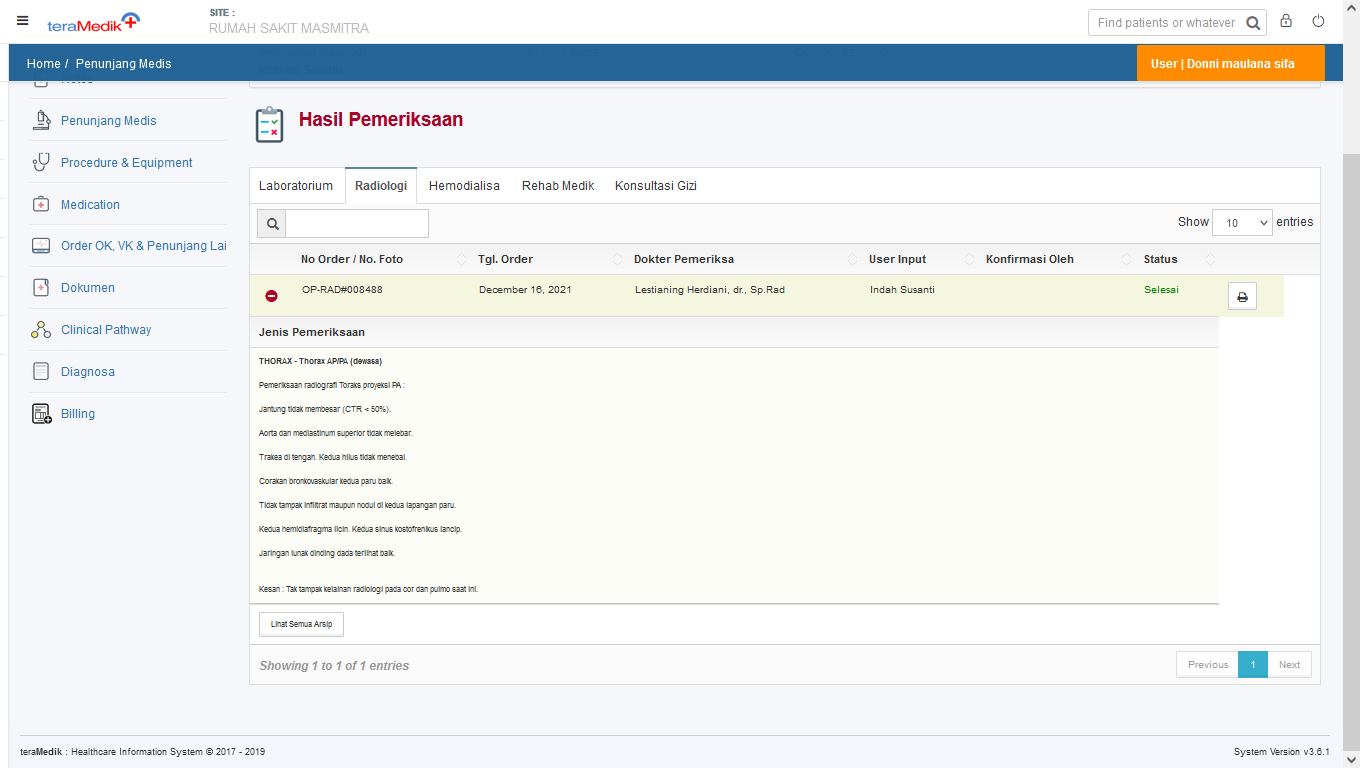 teraMedik
SITE :
RUMAH SAKIT MASMITRA
Find patients or whatever
Home / Penunjang Medis
User | Donni maulana sifa
Penunjang Medis
Procedure & Equipment
Medication
Order OK, VK & Penunjang Lai
Dokumen
Clinical Pathway
Diagnosa
Billing
Hasil Pemeriksaan
Laboratorium Radiologi Hemodialisa Rehab Medik Konsultasi Gizi
Show 10 entries
No Order / No. Foto Tgl. Order Dokter Pemeriksa User Input Konfirmasi Oleh Status
OP-RAD#008488 December 16, 2021 Lestianing Herdiani, dr., Sp.Rad Indah Susanti Selesai
Jenis Pemeriksaan
THORAX - Thorax AP/PA (dewasa)
Pemeriksaan radiografi Toraks proyeksi PA :
Jantung tidak membesar (CTR < 50%).
Aorta dan mediastinum superior tidak melebar.
Trakea di tengah. Kedua hilus tidak menebal.
Corakan bronkovaskular kedua paru baik.
Tidak tampak infiltrat maupun nodul di kedua lapangan paru.
Kedua hemidiafragma licin. Kedua sinus kostofrenikus lancip.
Jaringan lunak dinding dada terlihat baik.
Kesan : Tak tampak kelainan radiologi pada cor dan pulmo saat ini.
Lihat Semua Arsip
Showing 1 to 1 of 1 entries
Previous 1 Next
teraMedik : Healthcare Information System © 2017 - 2019
System Version v3.6.1